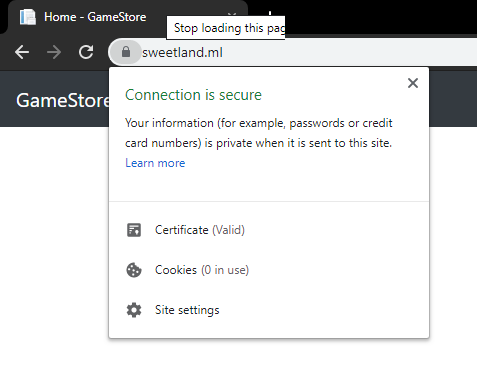 Home - GameStore
Stop loading this pag
sweetland.ml
GameStore
Connection is secure
Your information (for example, passwords or credit
card numbers) is private when it is sent to this site.
Learn more
Certificate (Valid)
Cookies (0 in use)
Site settings